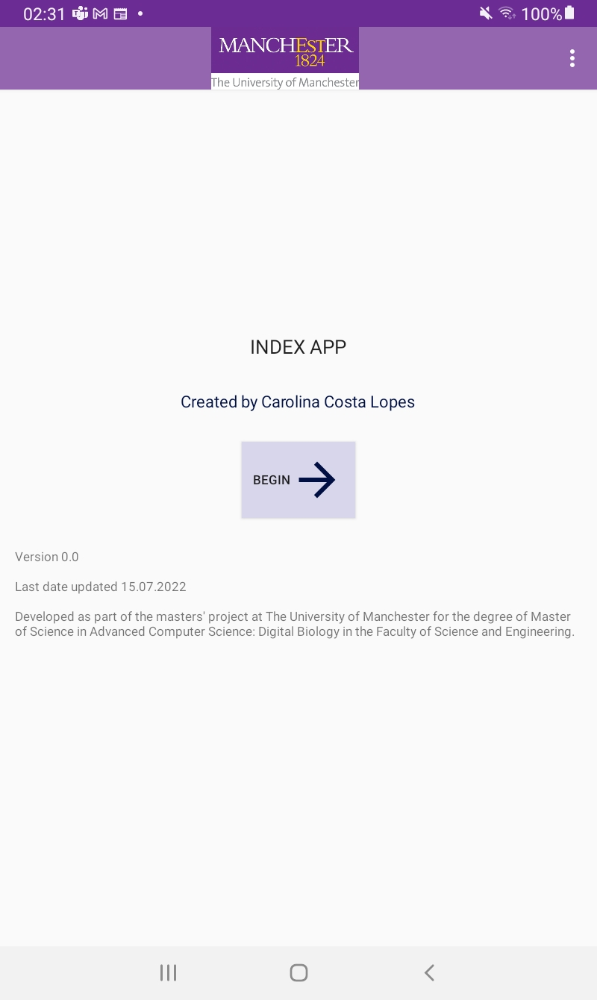 02:31
100%
MANCHESTER
1824
The University of Manchester
INDEX APP
Created by Carolina Costa Lopes
BEGIN
Version 0.0
Last date updated 15.07.2022
Developed as part of the masters' project at The University of Manchester for the degree of Master
of Science in Advanced Computer Science: Digital Biology in the Faculty of Science and Engineering.